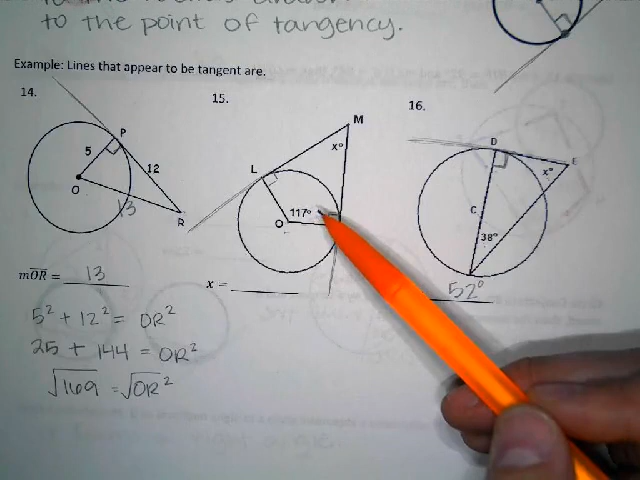 to the point of tangency.
Example: Lines that appear to be tangent are.
14.
15.
16.
P
5
12
O
13
R
mOR = 13
5² + 12² = OR²
25 + 144 = OR²
√169 = √OR²
M
x°
L
117°
O
x =
D
E
x°
C
38°
52°